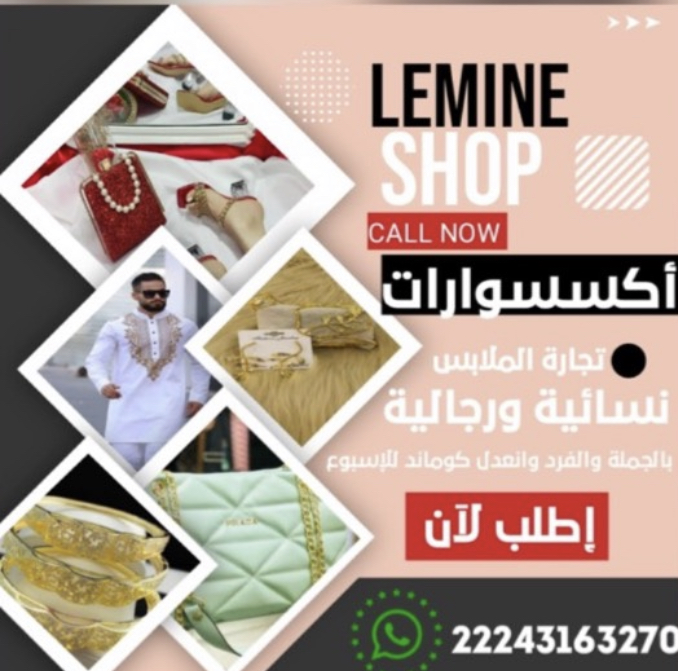 LEMINE
SHOP
CALL NOW
أكسسوارات
تجارة الملابس
نسائية ورجالية
بالجملة والفرد وانعدل كوماند للإسبوع
إطلب لآن
22243163270